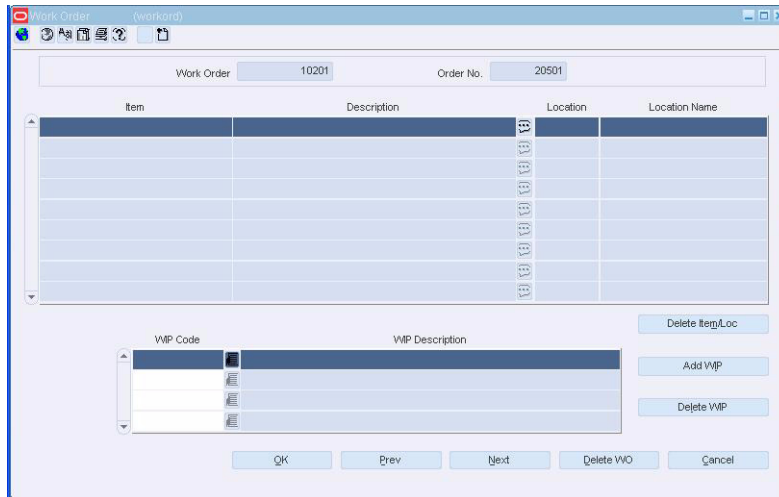 Work Order (workord)
Work Order 10201 Order No. 20501
Item Description Location Location Name
Delete Item/Loc
WIP Code WIP Description
Add WIP
Delete WIP
OK Prev Next Delete WO Cancel